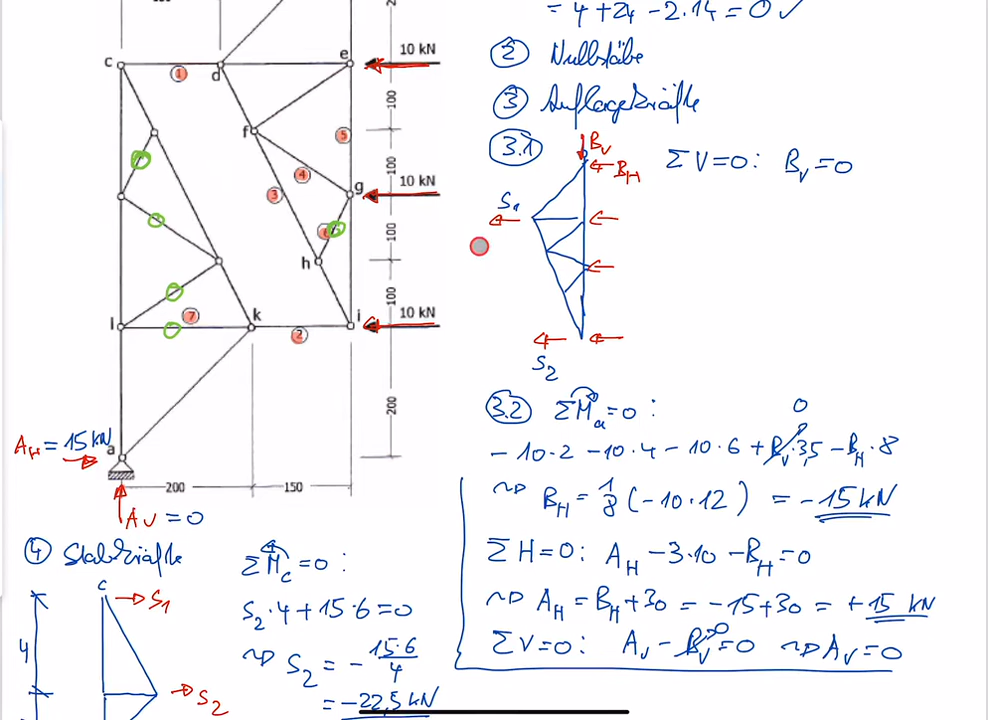 = 4 + 24 - 2·14 = 0 ✓
② Nullstäbe
③ Auflagekräfte
3.1
B_V
B_H
S_1
S_2
ΣV=0: B_V=0
3.2 ΣM_a=0:
0
-10·2 -10·4 -10·6 + B_V·3,5 - B_H·8
B_H = 1/8 (-10·12) = -15 kN
ΣH=0: A_H - 3·10 - B_H = 0
A_H = B_H + 30 = -15 + 30 = +15 kN
ΣV=0: A_V - B_V = 0 A_V = 0
c
d
e
10 kN
1
100
f
5
100
4
3
g
10 kN
6
100
h
100
l
7
k
2
i
10 kN
200
A_H = 15 kN
a
200
150
A_V = 0
④ Stabkräfte
c
S_1
4
S_2
ΣM_c=0:
S_2·4 + 15·6 = 0
S_2 = - 15·6/4
= -22,5 kN